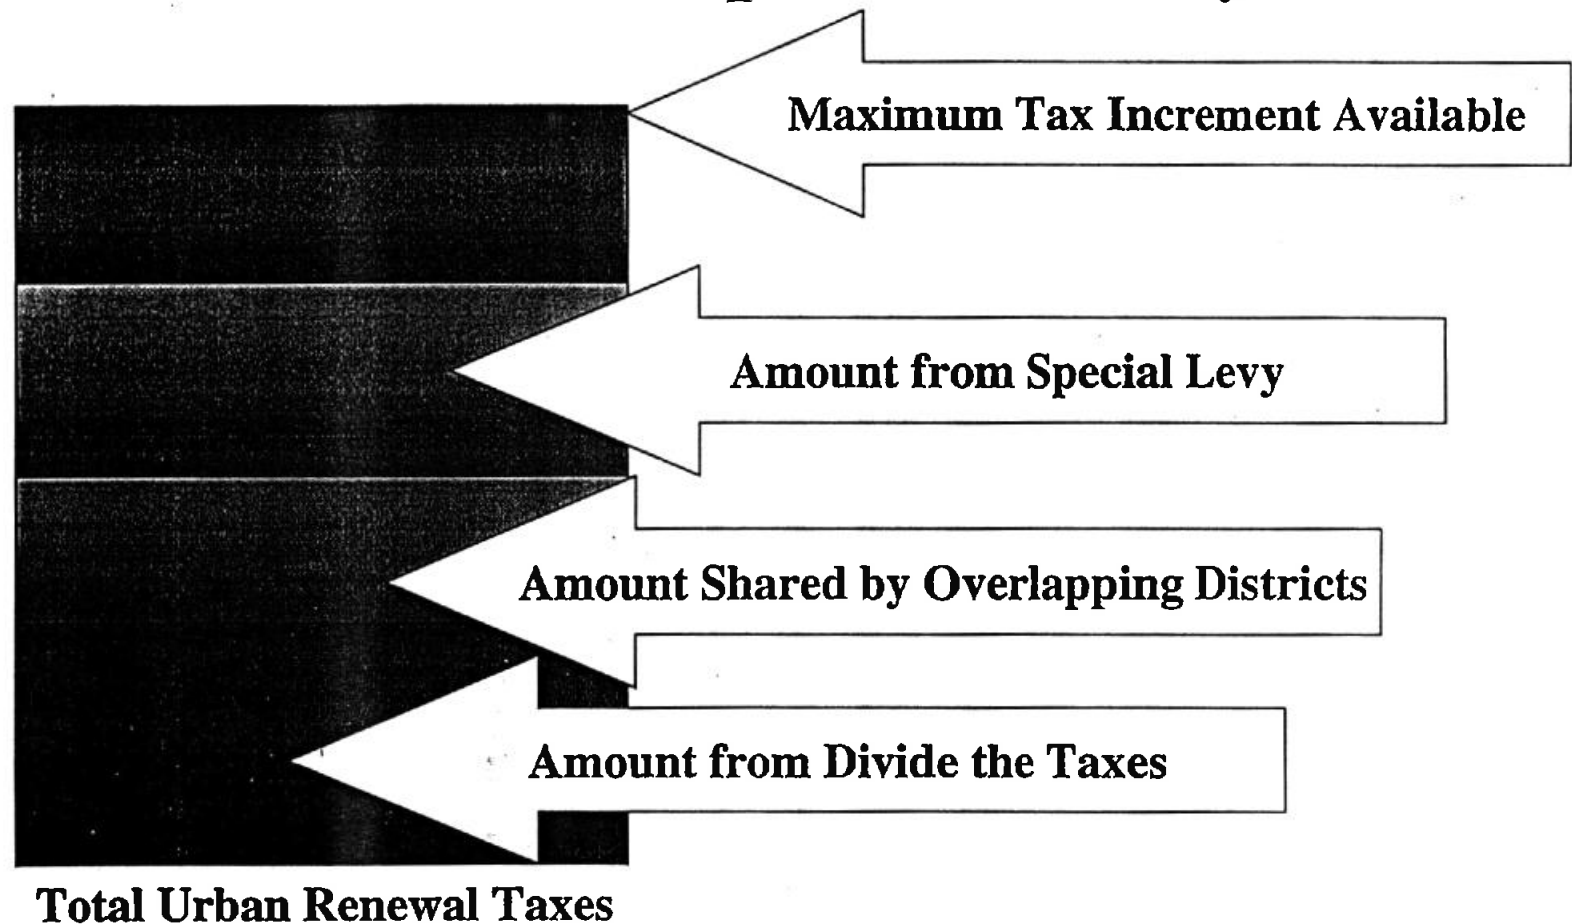 Maximum Tax Increment Available
Amount from Special Levy
Amount Shared by Overlapping Districts
Amount from Divide the Taxes
Total Urban Renewal Taxes